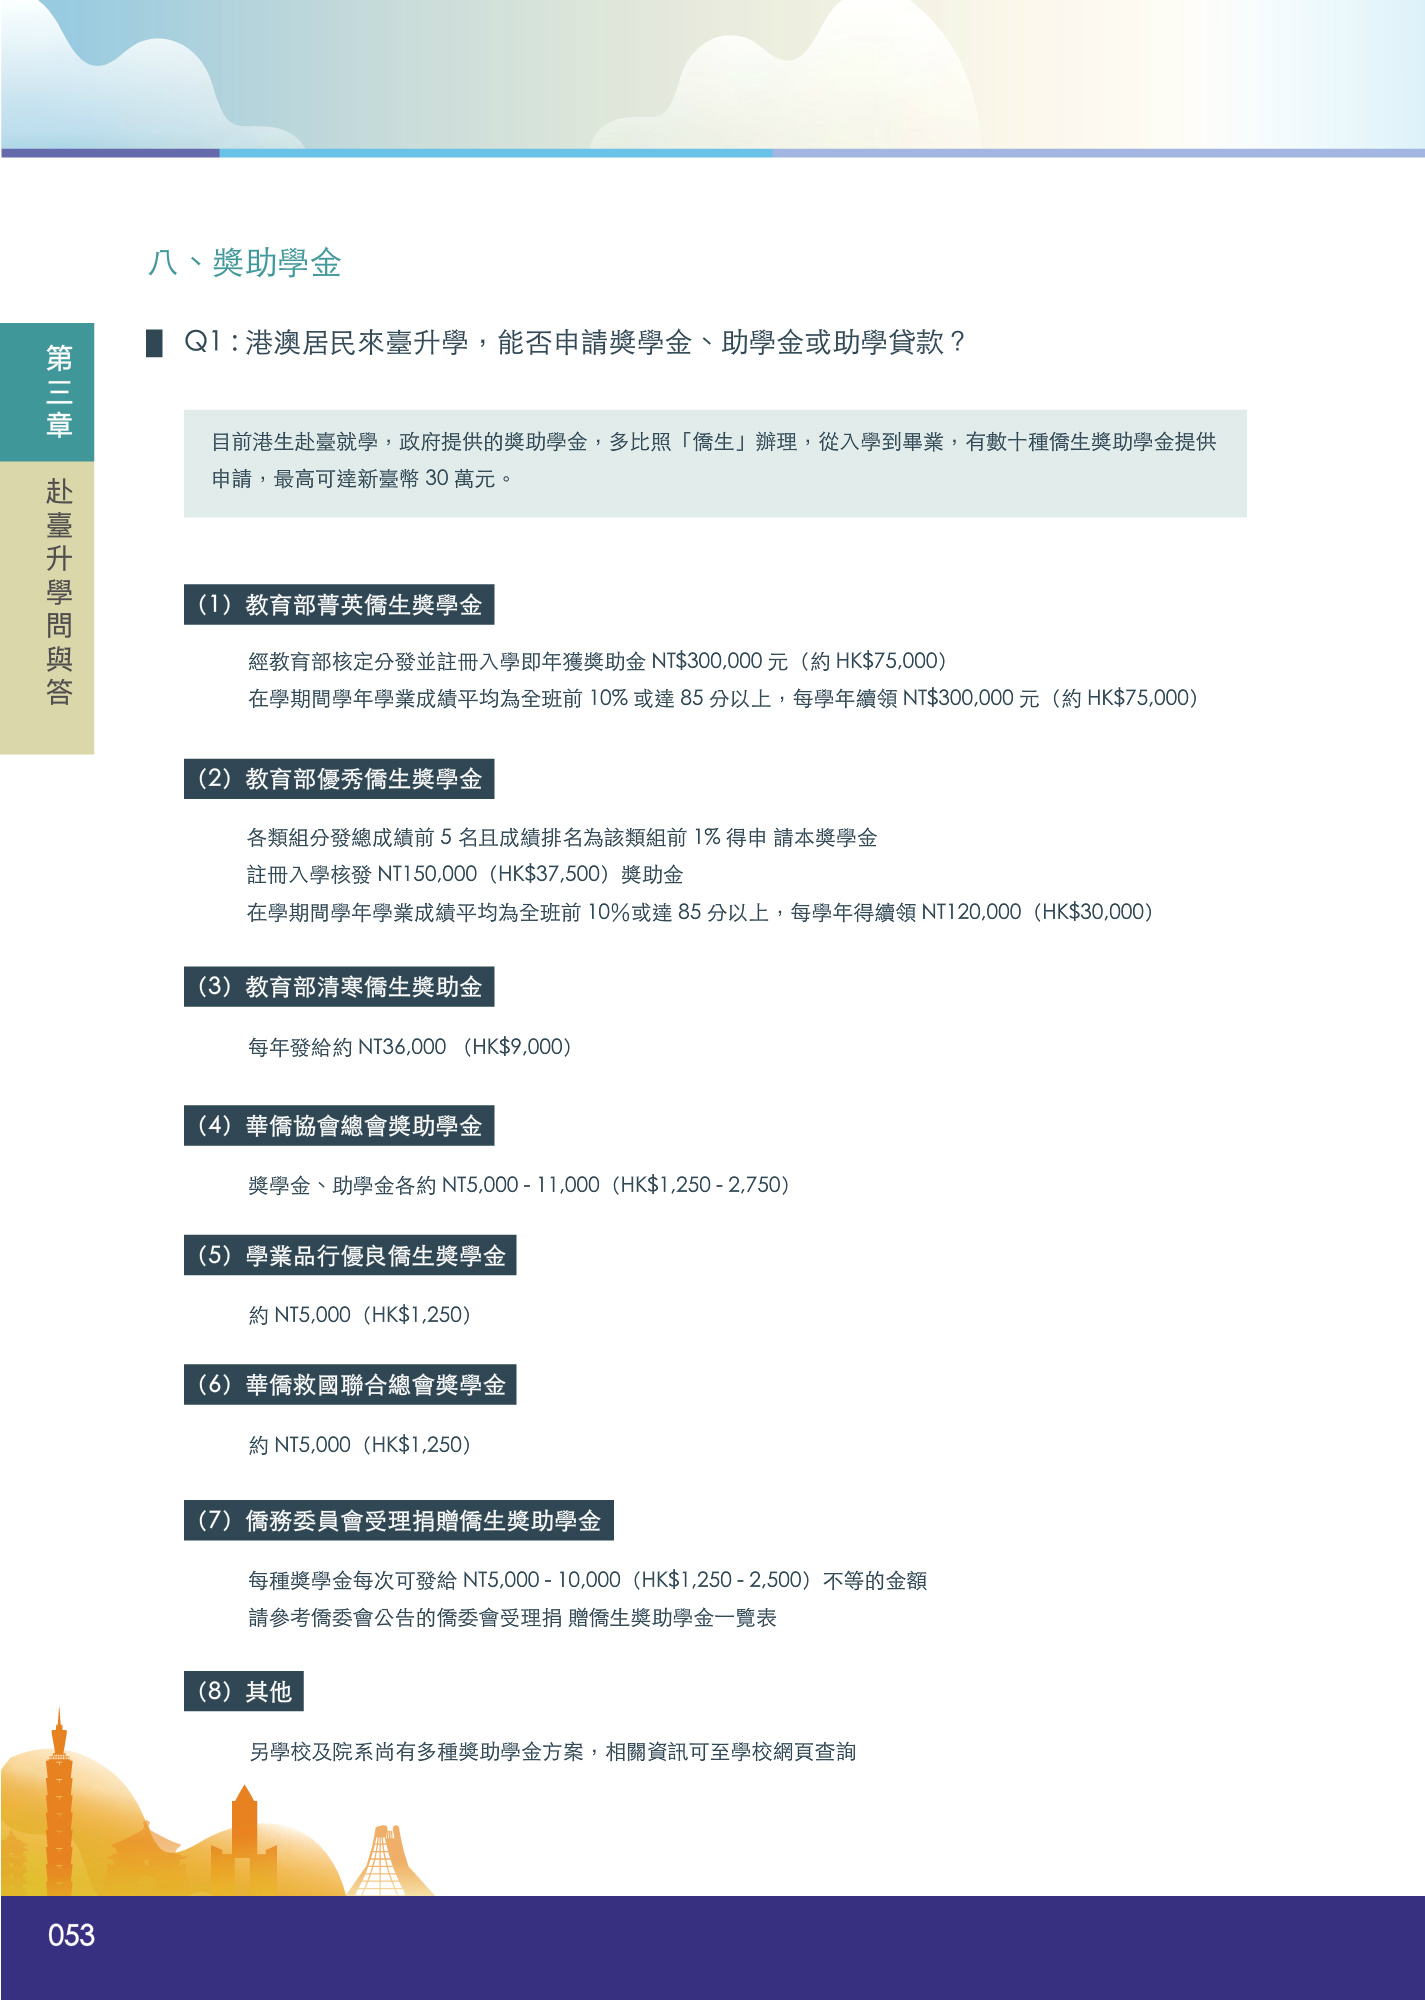 八、獎助學金
Q1：港澳居民來臺升學，能否申請獎學金、助學金或助學貸款？
第三章
赴臺升學問與答
目前港生赴臺就學，政府提供的獎助學金，多比照「僑生」辦理，從入學到畢業，有數十種僑生獎助學金提供
申請，最高可達新臺幣 30 萬元。
（1）教育部菁英僑生獎學金
經教育部核定分發並註冊入學即年獲獎助金 NT$300,000 元（約 HK$75,000）
在學期間學年學業成績平均為全班前 10% 或達 85 分以上，每學年續領 NT$300,000 元（約 HK$75,000）
（2）教育部優秀僑生獎學金
各類組分發總成績前 5 名且成績排名為該類組前 1% 得申 請本獎學金
註冊入學核發 NT150,000（HK$37,500）獎助金
在學期間學年學業成績平均為全班前 10％或達 85 分以上，每學年得續領 NT120,000（HK$30,000）
（3）教育部清寒僑生獎助金
每年發給約 NT36,000 （HK$9,000）
（4）華僑協會總會獎助學金
獎學金、助學金各約 NT5,000 - 11,000（HK$1,250 - 2,750）
（5）學業品行優良僑生獎學金
約 NT5,000（HK$1,250）
（6）華僑救國聯合總會獎學金
約 NT5,000（HK$1,250）
（7）僑務委員會受理捐贈僑生獎助學金
每種獎學金每次可發給 NT5,000 - 10,000（HK$1,250 - 2,500）不等的金額
請參考僑委會公告的僑委會受理捐 贈僑生獎助學金一覽表
（8）其他
另學校及院系尚有多種獎助學金方案，相關資訊可至學校網頁查詢
053